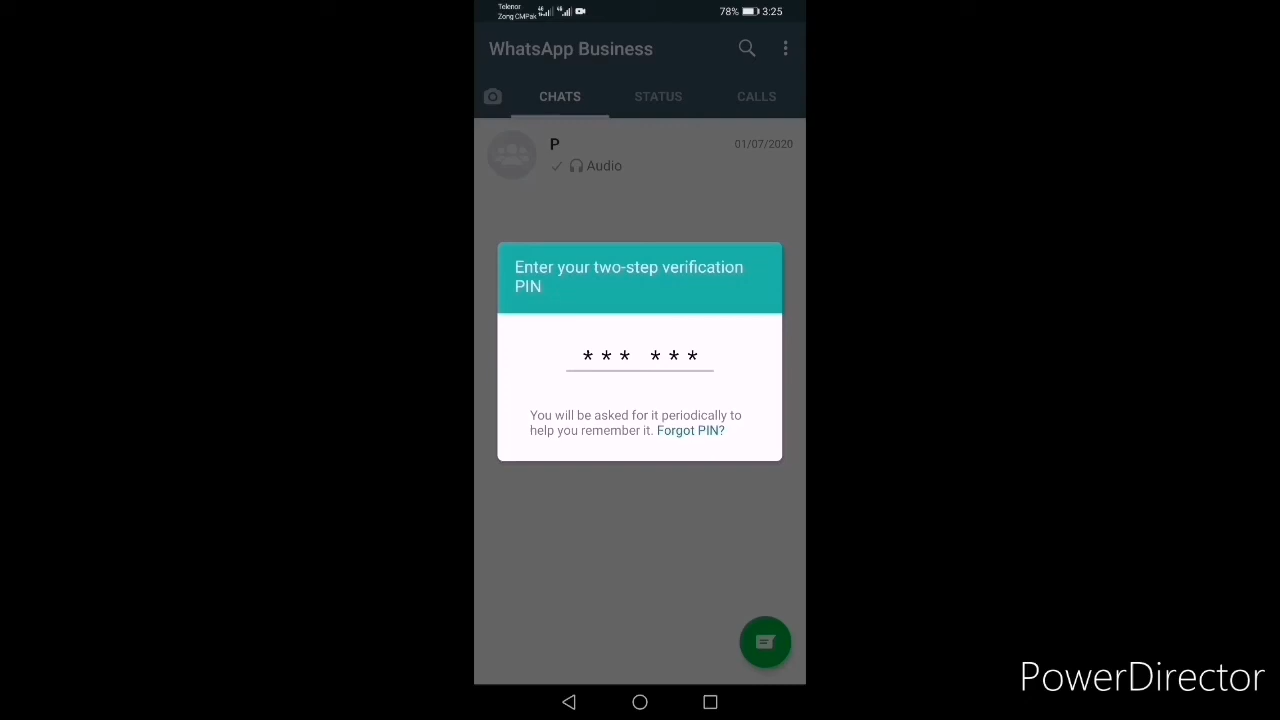 Telenor
Zong CMPak
78% 3:25
WhatsApp Business
CHATS STATUS CALLS
P 01/07/2020
Audio
Enter your two-step verification
PIN
*** ***
You will be asked for it periodically to
help you remember it. Forgot PIN?
PowerDirector